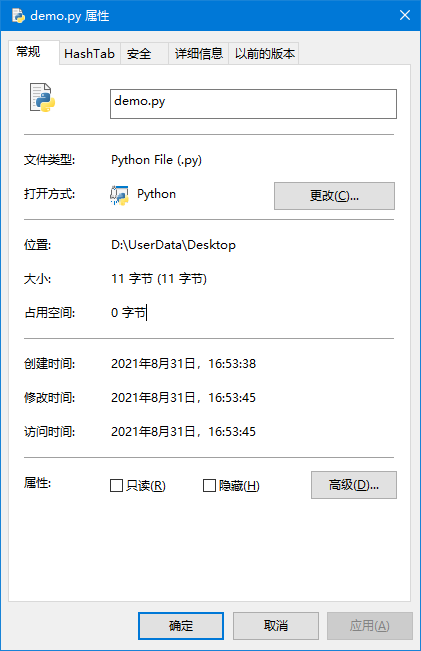 demo.py 属性
常规 HashTab 安全 详细信息 以前的版本
demo.py
文件类型: Python File (.py)
打开方式: Python 更改(C)...
位置: D:\UserData\Desktop
大小: 11 字节 (11 字节)
占用空间: 0 字节
创建时间: 2021年8月31日，16:53:38
修改时间: 2021年8月31日，16:53:45
访问时间: 2021年8月31日，16:53:45
属性: 只读(R) 隐藏(H) 高级(D)...
确定 取消 应用(A)